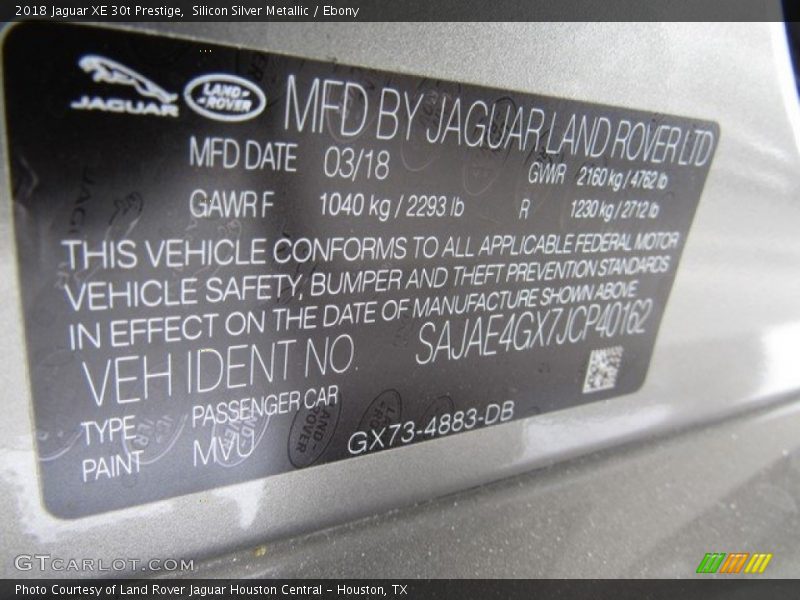 2018 Jaguar XE 30t Prestige, Silicon Silver Metallic / Ebony
JAGUAR LAND-ROVER MFD BY JAGUAR LAND ROVER LTD
MFD DATE 03/18 GVWR 2160 kg / 4762 lb
GAWR F 1040 kg / 2293 lb R 1230 kg / 2712 lb
THIS VEHICLE CONFORMS TO ALL APPLICABLE FEDERAL MOTOR
VEHICLE SAFETY, BUMPER AND THEFT PREVENTION STANDARDS
IN EFFECT ON THE DATE OF MANUFACTURE SHOWN ABOVE
VEH IDENT NO. SAJAE4GX7JCP40162
TYPE PASSENGER CAR
PAINT MVU GX73-4883-DB
GTCARLOT.COM
Photo Courtesy of Land Rover Jaguar Houston Central – Houston, TX